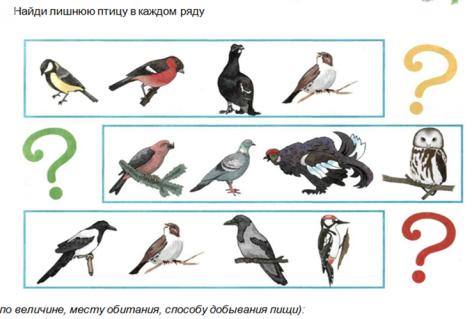 Найди лишнюю птицу в каждом ряду
?
?
?
по величине, месту обитания, способу добывания пищи):